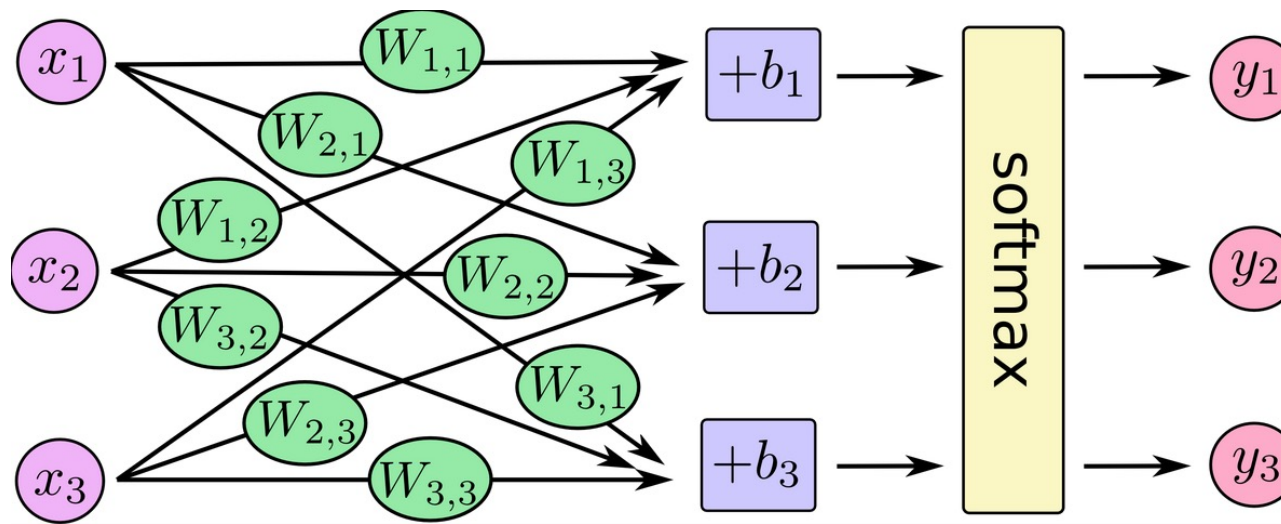 x₁
W₁,₁
+b₁
y₁
W₂,₁
W₁,₃
W₁,₂
x₂
W₂,₂
+b₂
softmax
y₂
W₃,₂
W₃,₁
W₂,₃
x₃
W₃,₃
+b₃
y₃